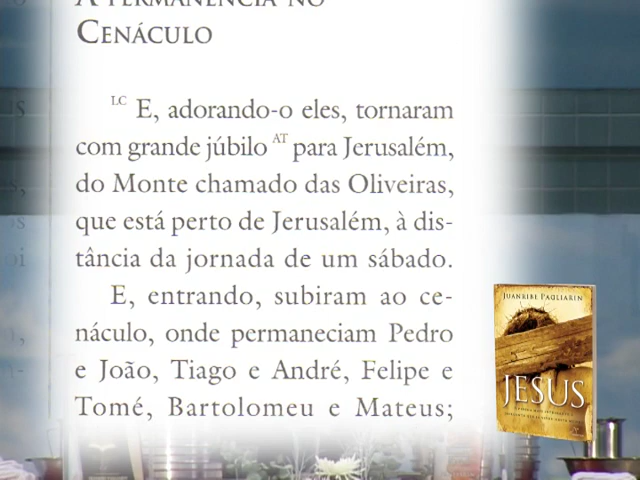 A PERMANÊNCIA NO
CENÁCULO
LC E, adorando-o eles, tornaram
com grande júbilo AT para Jerusalém,
do Monte chamado das Oliveiras,
que está perto de Jerusalém, à dis-
tância da jornada de um sábado.
E, entrando, subiram ao ce-
náculo, onde permaneciam Pedro
e João, Tiago e André, Felipe e
Tomé, Bartolomeu e Mateus;
JUANRIBE PAGLIARIN
JESUS